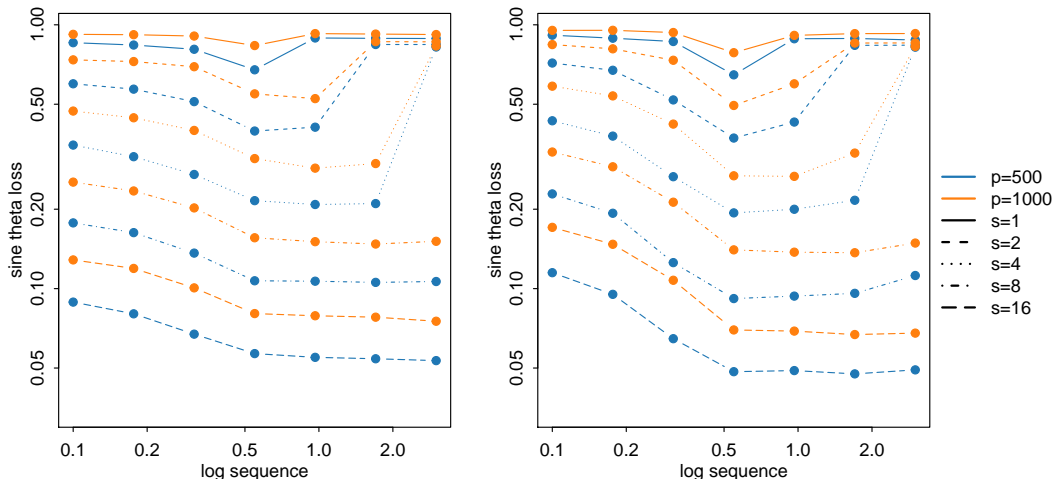 sine theta loss
1.00
0.50
0.20
0.10
0.05
0.1
0.2
0.5
1.0
2.0
log sequence
sine theta loss
1.00
0.50
0.20
0.10
0.05
0.1
0.2
0.5
1.0
2.0
log sequence
p=500
p=1000
s=1
s=2
s=4
s=8
s=16